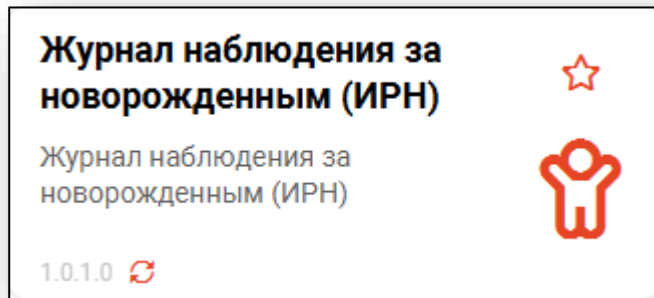 Журнал наблюдения за
новорожденным (ИРН)
Журнал наблюдения за
новорожденным (ИРН)
1.0.1.0